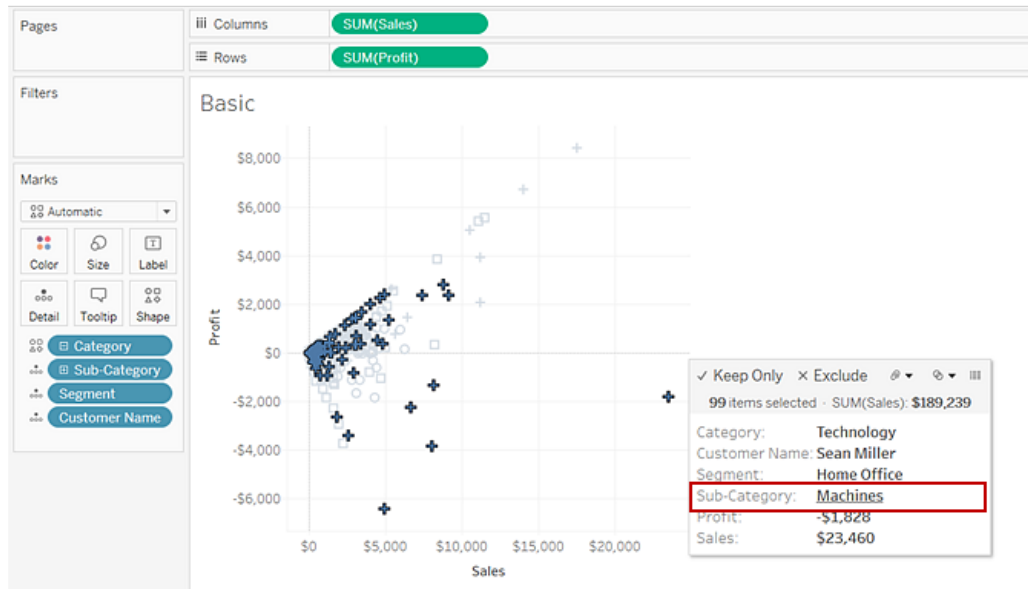 Pages
iii Columns
SUM(Sales)
Rows
SUM(Profit)
Filters
Basic
Marks
Automatic
Color
Size
Label
Detail
Tooltip
Shape
Category
Sub-Category
Segment
Customer Name
Profit
$8,000
$6,000
$4,000
$2,000
$0
-$2,000
-$4,000
-$6,000
$0
$5,000
$10,000
$15,000
$20,000
Sales
✓ Keep Only × Exclude
99 items selected · SUM(Sales): $189,239
Category: Technology
Customer Name: Sean Miller
Segment: Home Office
Sub-Category: Machines
Profit: -$1,828
Sales: $23,460